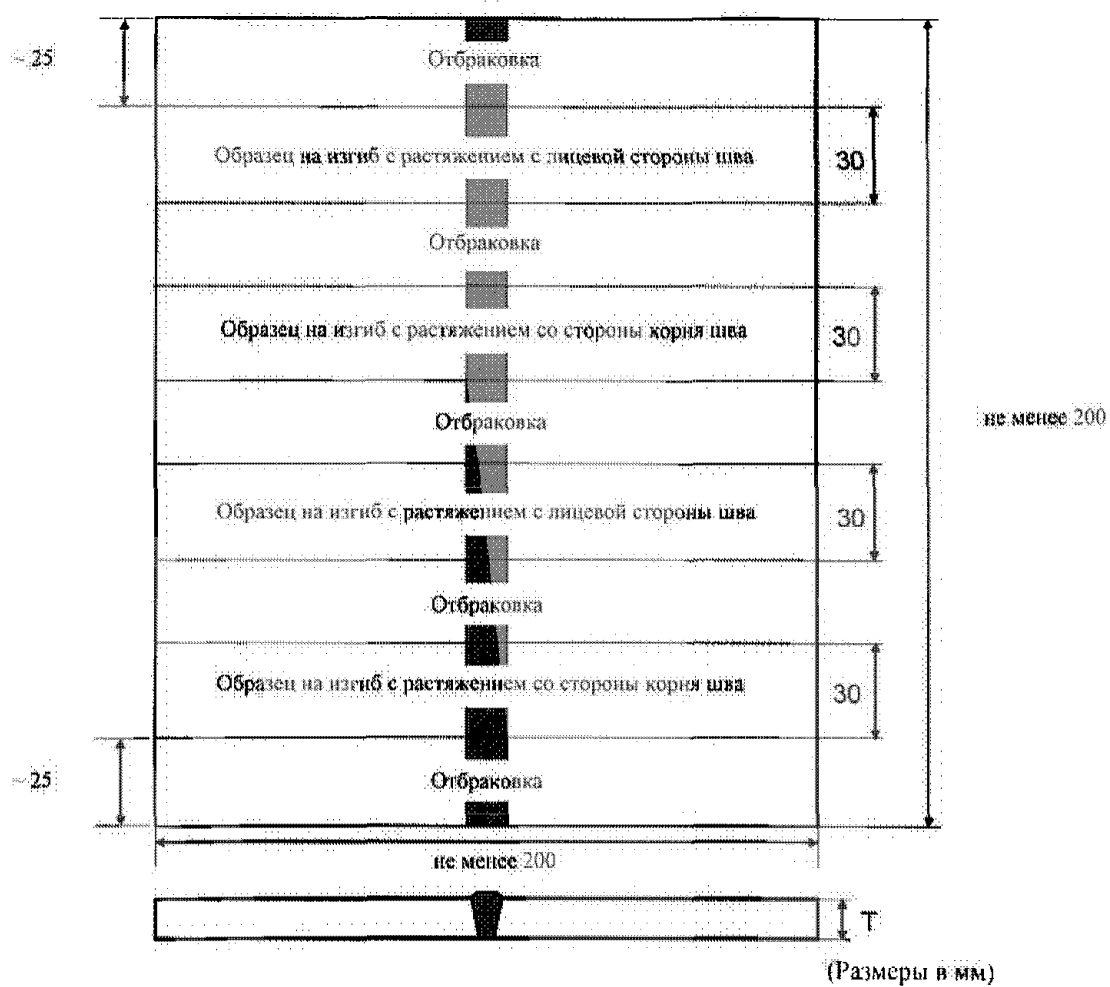 ~25
Отбраковка
Образец на изгиб с растяжением с лицевой стороны шва
30
Отбраковка
Образец на изгиб с растяжением со стороны корня шва
30
Отбраковка
не менее 200
Образец на изгиб с растяжением с лицевой стороны шва
30
Отбраковка
Образец на изгиб с растяжением со стороны корня шва
30
~25
Отбраковка
не менее 200
T
(Размеры в мм)